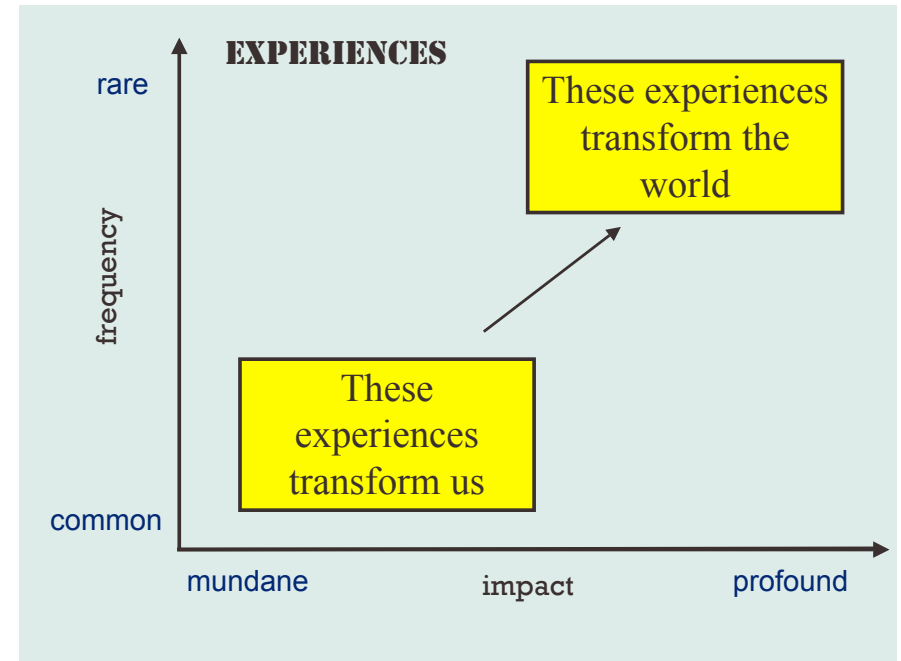 EXPERIENCES
rare
These experiences
transform the
world
frequency
These
experiences
transform us
common
mundane
impact
profound